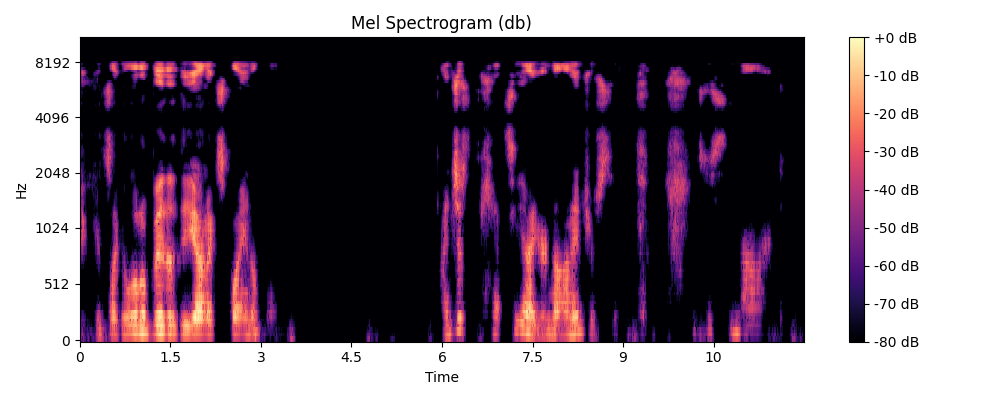 Mel Spectrogram (db)
8192
4096
2048
1024
512
0
Hz
0 1.5 3 4.5 6 7.5 9 10
Time
+0 dB
-10 dB
-20 dB
-30 dB
-40 dB
-50 dB
-60 dB
-70 dB
-80 dB